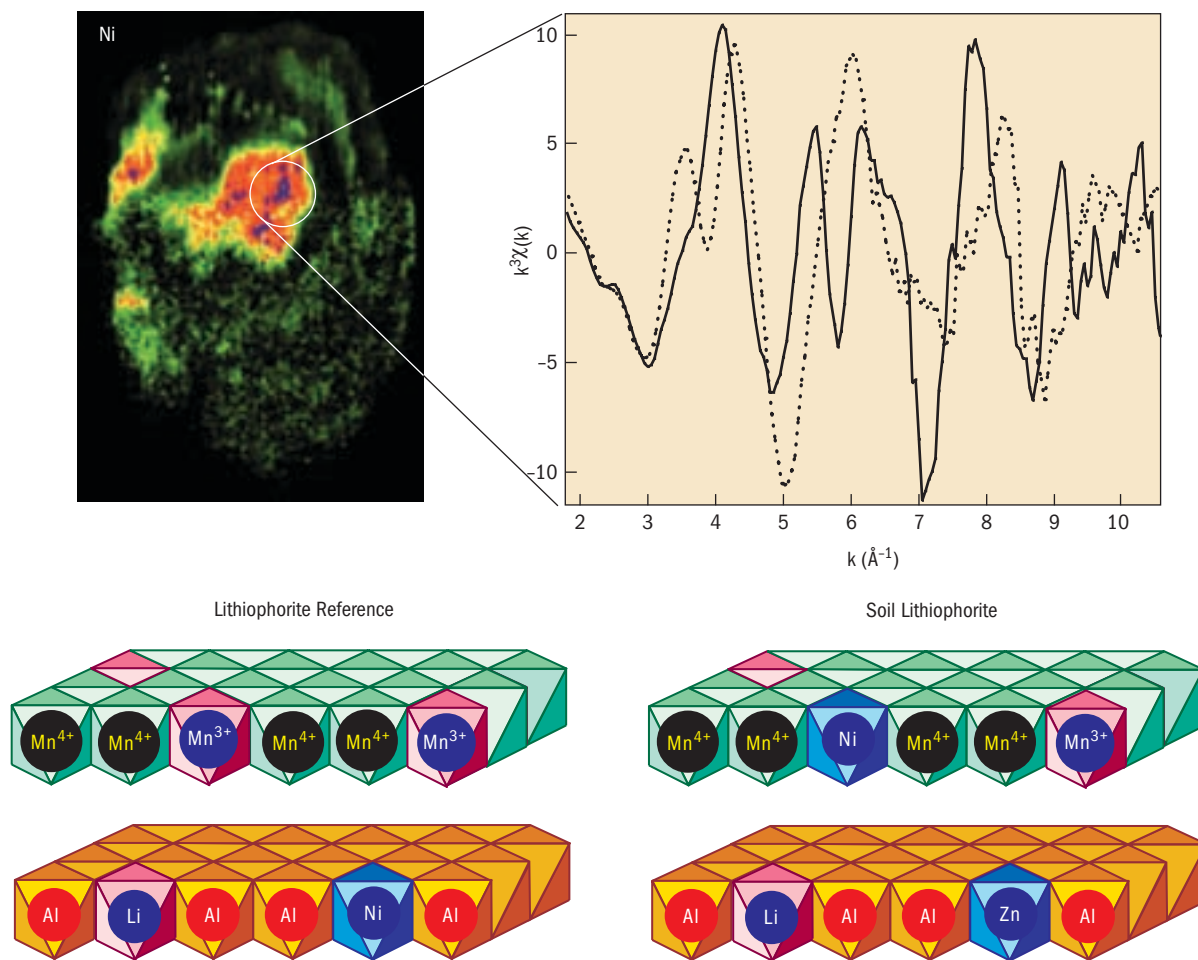 Ni
10
5
0
–5
–10
k³χ(k)
2 3 4 5 6 7 8 9 10
k (Å⁻¹)
Lithiophorite Reference
Mn⁴⁺ Mn⁴⁺ Mn³⁺ Mn⁴⁺ Mn⁴⁺ Mn³⁺
Al Li Al Al Ni Al
Soil Lithiophorite
Mn⁴⁺ Mn⁴⁺ Ni Mn⁴⁺ Mn⁴⁺ Mn³⁺
Al Li Al Al Zn Al